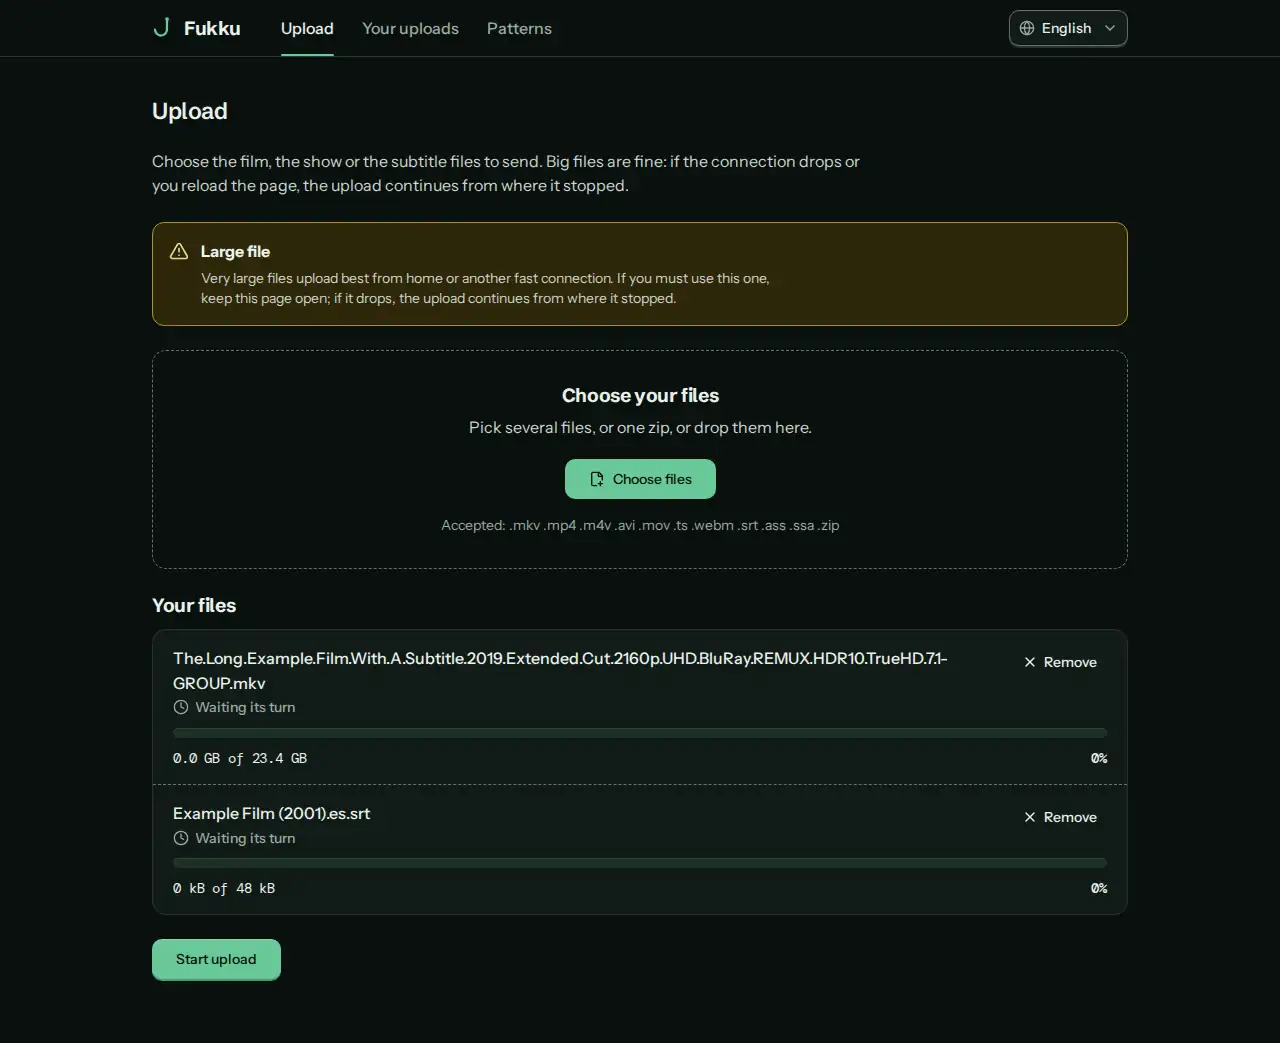 Fukku
Upload
Your uploads
Patterns
English
Upload
Choose the film, the show or the subtitle files to send. Big files are fine: if the connection drops or
you reload the page, the upload continues from where it stopped.
Large file
Very large files upload best from home or another fast connection. If you must use this one,
keep this page open; if it drops, the upload continues from where it stopped.
Choose your files
Pick several files, or one zip, or drop them here.
Choose files
Accepted: .mkv .mp4 .m4v .avi .mov .ts .webm .srt .ass .ssa .zip
Your files
The.Long.Example.Film.With.A.Subtitle.2019.Extended.Cut.2160p.UHD.BluRay.REMUX.HDR10.TrueHD.7.1-
GROUP.mkv
Remove
Waiting its turn
0.0 GB of 23.4 GB
0%
Example Film (2001).es.srt
Remove
Waiting its turn
0 kB of 48 kB
0%
Start upload